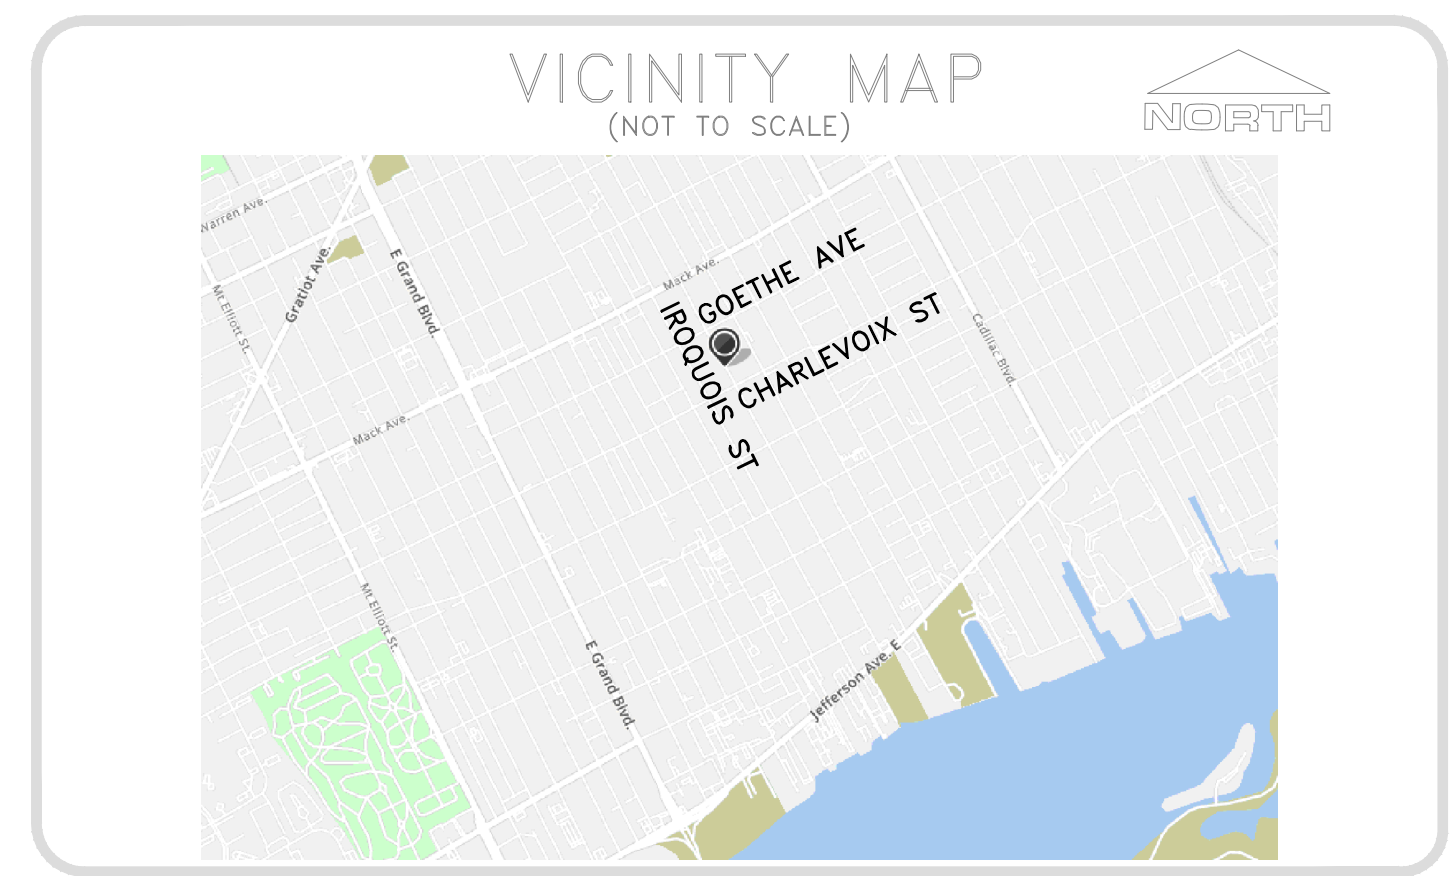 VICINITY MAP
(NOT TO SCALE)
NORTH
Warren Ave.
Gratiot Ave.
E Grand Blvd.
Mt Elliott St.
Mack Ave.
GOETHE AVE
IROQUOIS ST
CHARLEVOIX ST
Cadillac Blvd.
Mack Ave.
Mt Elliott St.
E Grand Blvd.
Jefferson Ave. E